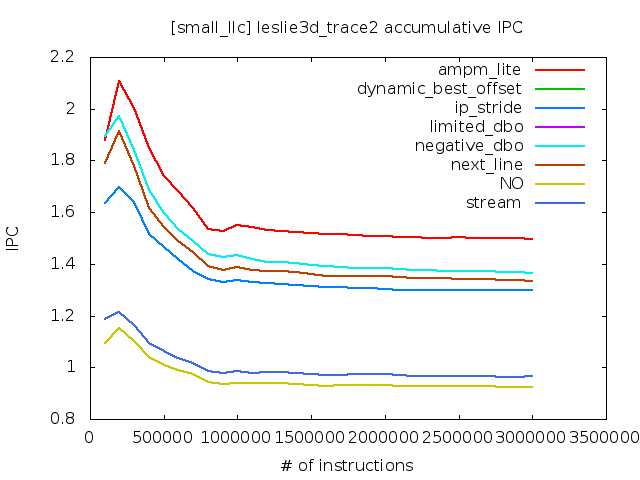 [small_llc] leslie3d_trace2 accumulative IPC
2.2
2
1.8
1.6
1.4
1.2
1
0.8
IPC
ampm_lite
dynamic_best_offset
ip_stride
limited_dbo
negative_dbo
next_line
NO
stream
0 500000 1000000 1500000 2000000 2500000 3000000 3500000
# of instructions